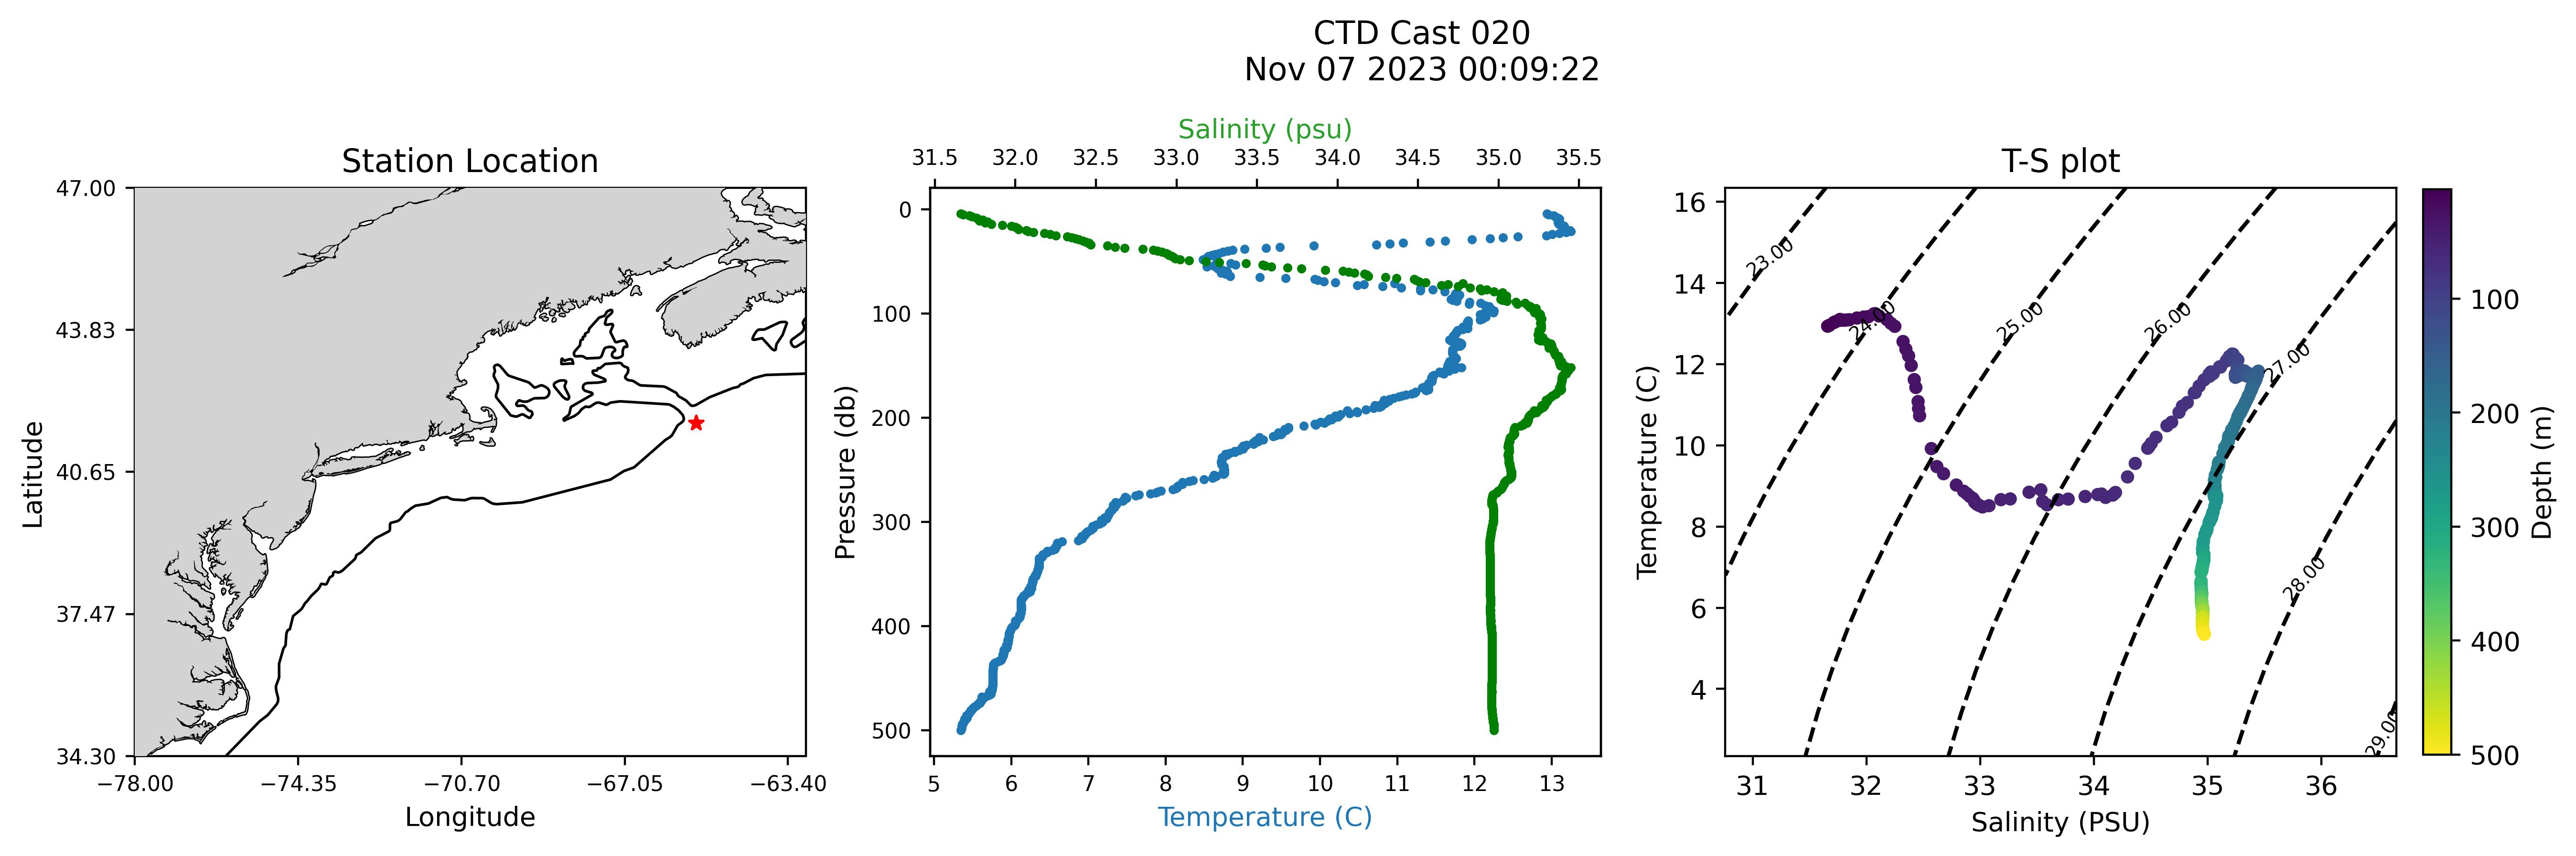 CTD Cast 020
Nov 07 2023 00:09:22
Station Location
47.00
43.83
40.65
37.47
34.30
Latitude
−78.00 −74.35 −70.70 −67.05 −63.40
Longitude
Salinity (psu)
31.5 32.0 32.5 33.0 33.5 34.0 34.5 35.0 35.5
0
100
200
300
400
500
Pressure (db)
5 6 7 8 9 10 11 12 13
Temperature (C)
T-S plot
16
14
12
10
8
6
4
Temperature (C)
23.00
24.00
25.00
26.00
27.00
28.00
29.00
31 32 33 34 35 36
Salinity (PSU)
100
200
300
400
500
Depth (m)